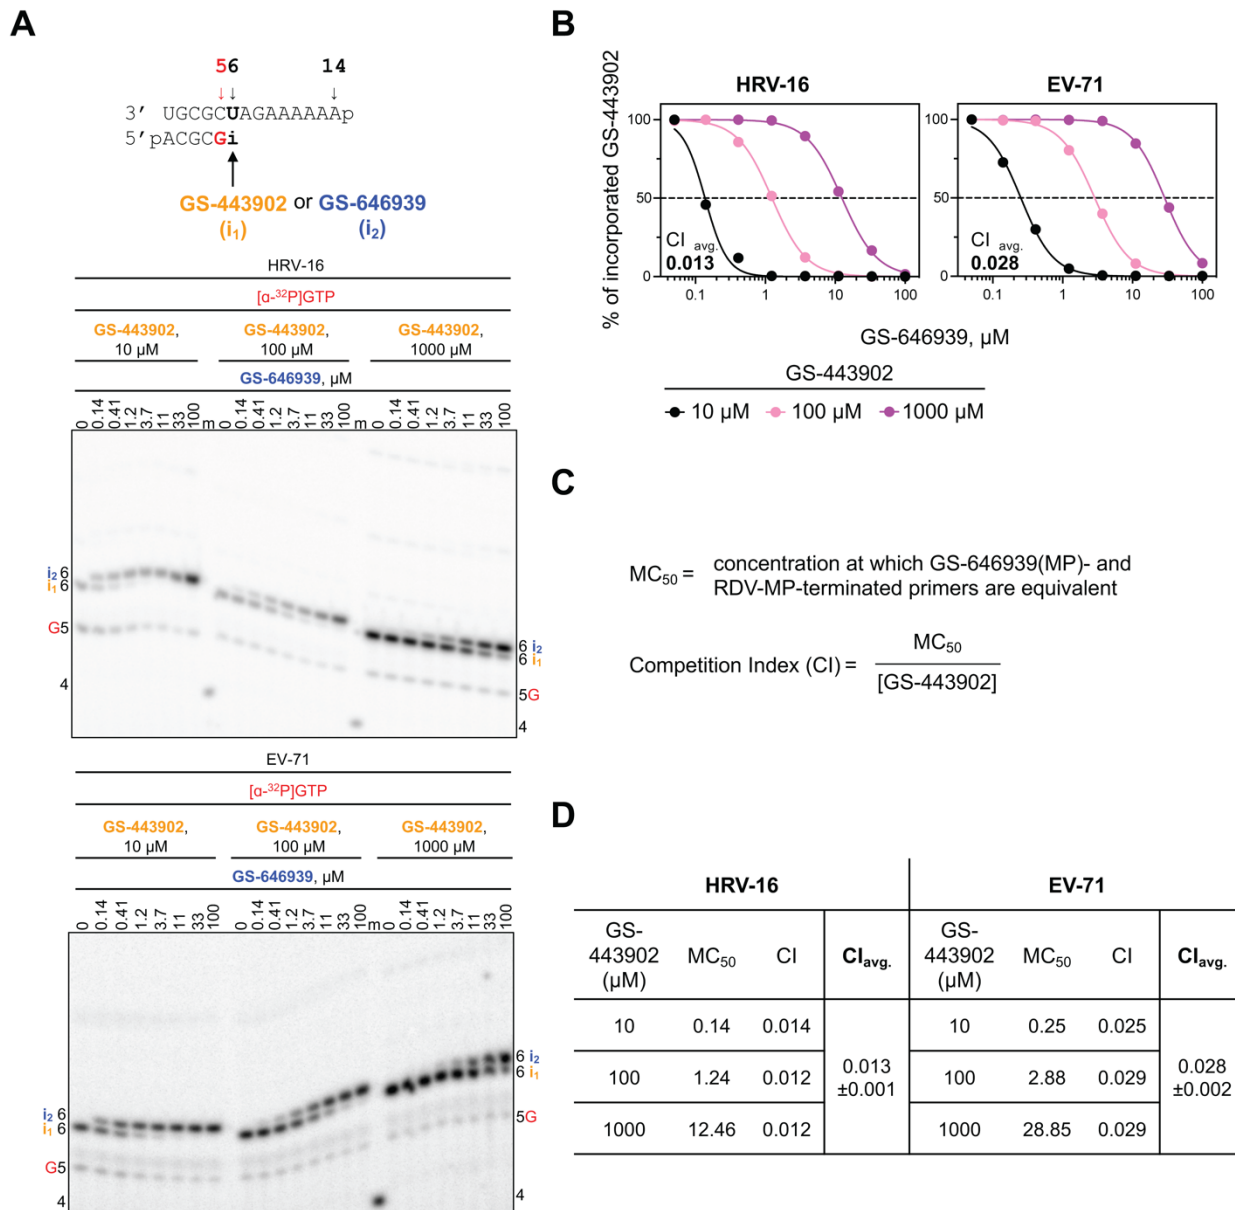 A
56 14
↓↓ ↓
3' UGCGCUAGAAAAAAp
5'pACGCGi
GS-443902 or GS-646939
(i₁) (i₂)
HRV-16
[α-³²P]GTP
GS-443902, GS-443902, GS-443902,
10 μM 100 μM 1000 μM
GS-646939, μM
0 0.14 0.41 1.2 3.7 11 33 100 m 0 0.14 0.41 1.2 3.7 11 33 100 m 0 0.14 0.41 1.2 3.7 11 33 100
i₂ 6
i₁ 6
G5
4
6 i₂
6 i₁
5G
4
EV-71
[α-³²P]GTP
GS-443902, GS-443902, GS-443902,
10 μM 100 μM 1000 μM
GS-646939, μM
0 0.14 0.41 1.2 3.7 11 33 100 0 0.14 0.41 1.2 3.7 11 33 100 m 0 0.14 0.41 1.2 3.7 11 33 100
6 i₂
6 i₁
5G
4
i₂ 6
i₁ 6
G5
4
B
HRV-16 EV-71
% of incorporated GS-443902
100 100
50 50
0 0
CI avg. 0.013
CI avg. 0.028
0.1 1 10 100 0.1 1 10 100
GS-646939, μM
GS-443902
10 μM 100 μM 1000 μM
C
MC₅₀ = concentration at which GS-646939(MP)- and
RDV-MP-terminated primers are equivalent
Competition Index (CI) = MC₅₀
[GS-443902]
D
HRV-16 EV-71
GS-443902 (μM) MC₅₀ CI CIavg. GS-443902 (μM) MC₅₀ CI CIavg.
10 0.14 0.014 10 0.25 0.025
100 1.24 0.012 0.013 ±0.001 100 2.88 0.029 0.028 ±0.002
1000 12.46 0.012 1000 28.85 0.029